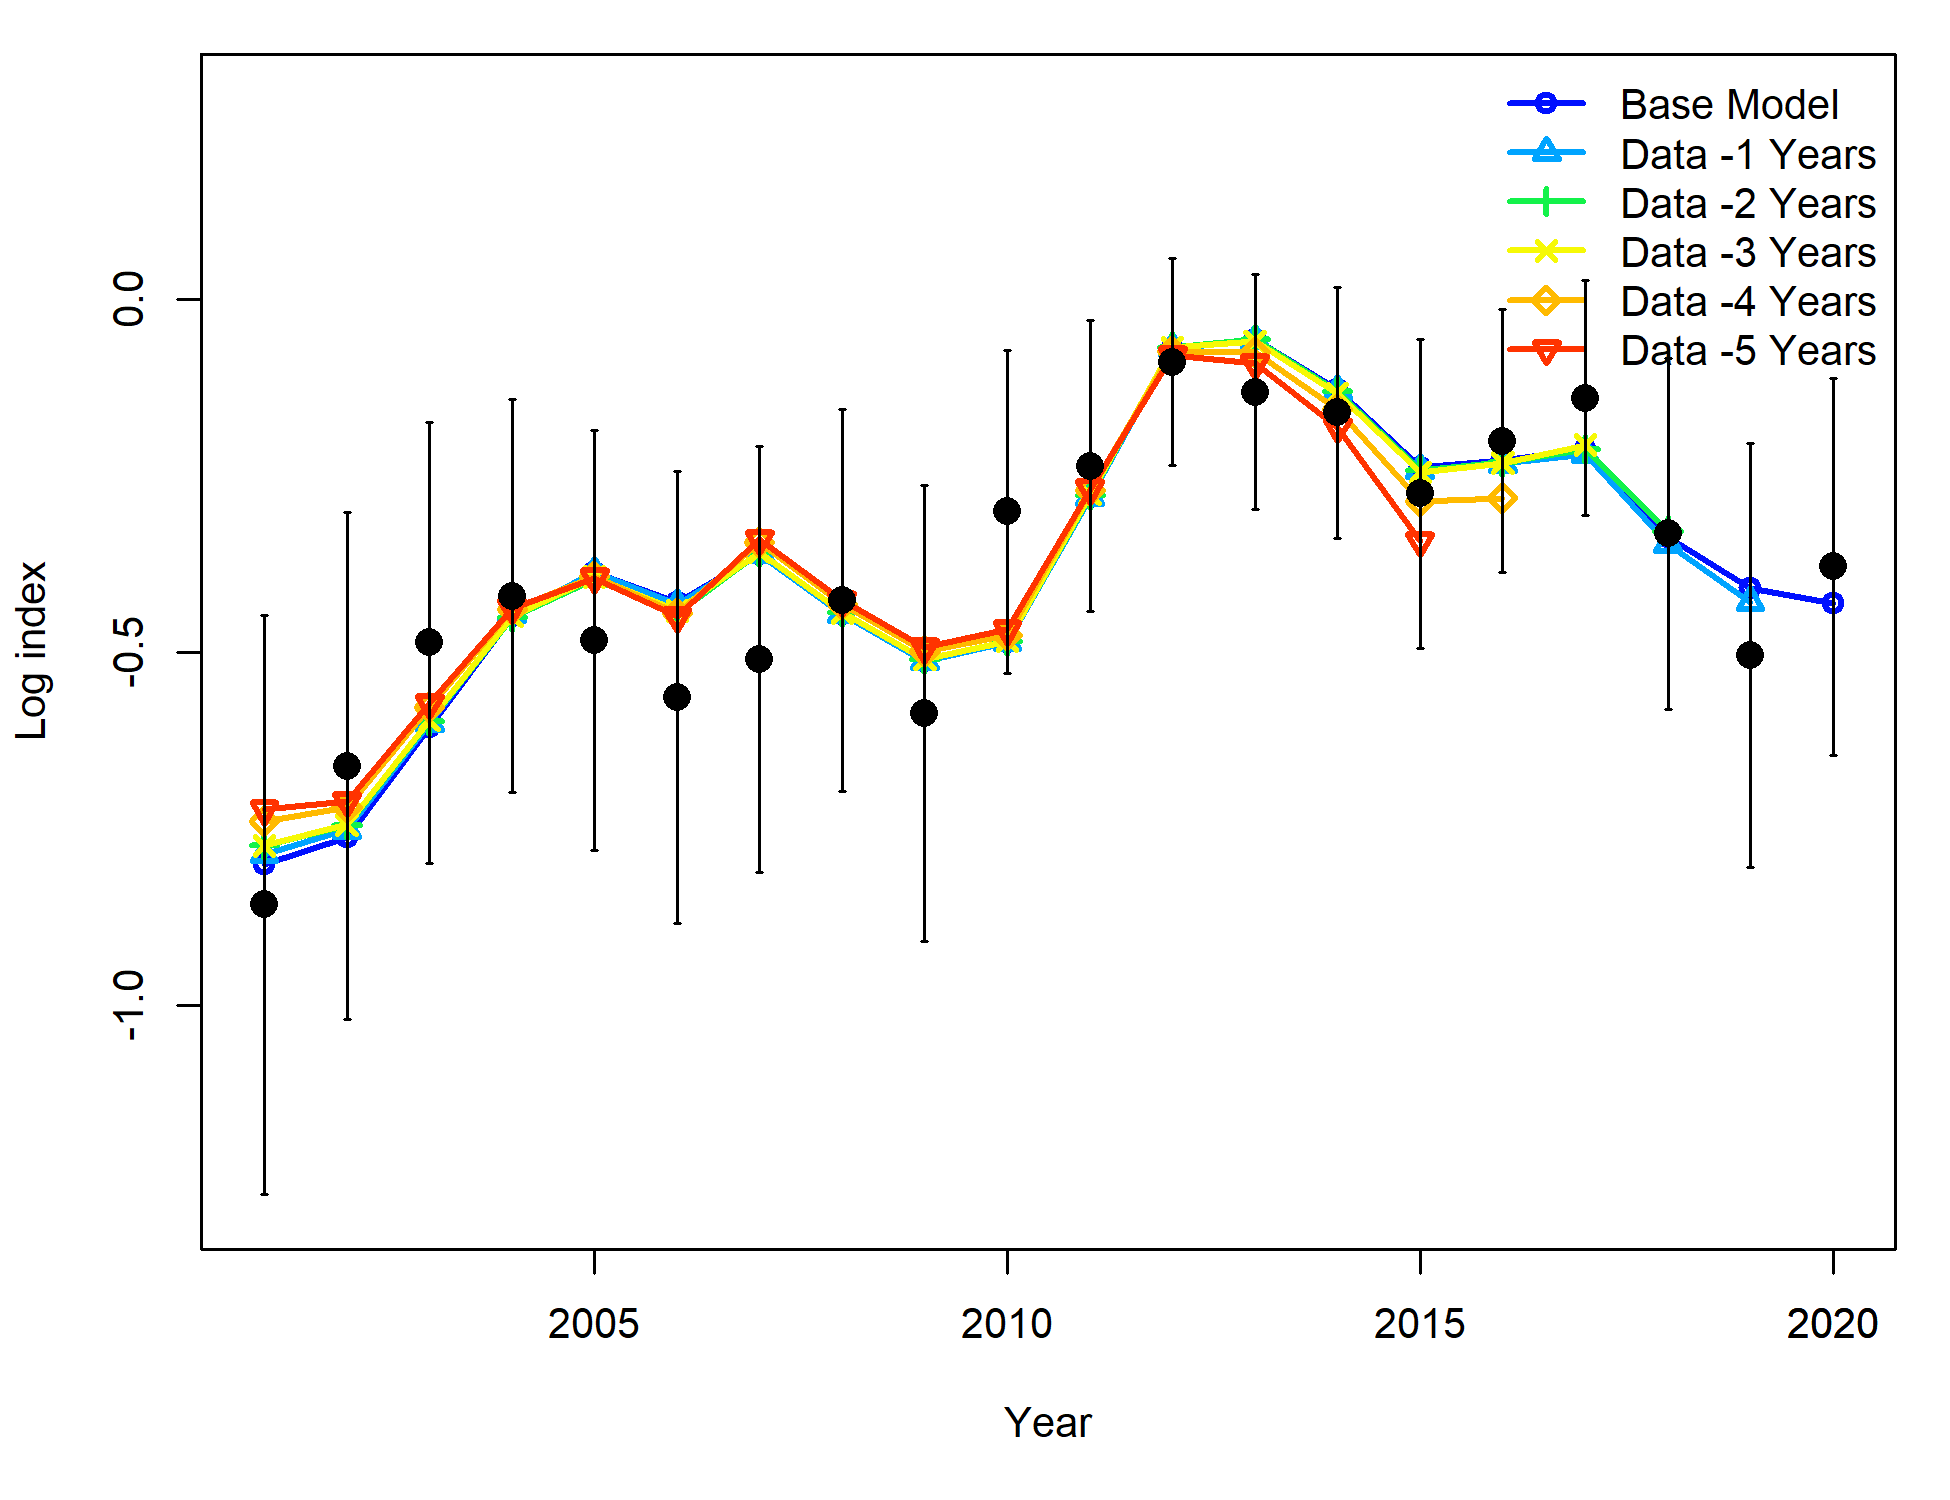 Base Model
Data -1 Years
Data -2 Years
Data -3 Years
Data -4 Years
Data -5 Years
0.0
-0.5
-1.0
Log index
2005
2010
2015
2020
Year